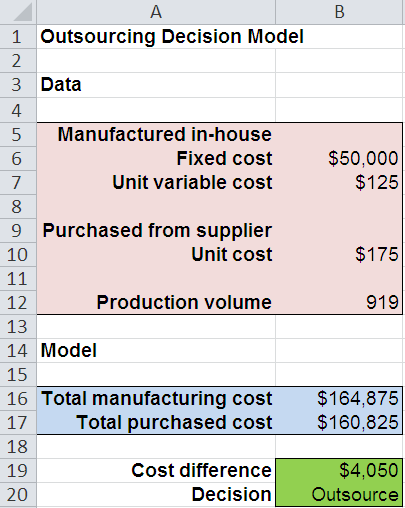 A B
1 Outsourcing Decision Model
2
3 Data
4
5 Manufactured in-house
6 Fixed cost $50,000
7 Unit variable cost $125
8
9 Purchased from supplier
10 Unit cost $175
11
12 Production volume 919
13
14 Model
15
16 Total manufacturing cost $164,875
17 Total purchased cost $160,825
18
19 Cost difference $4,050
20 Decision Outsource